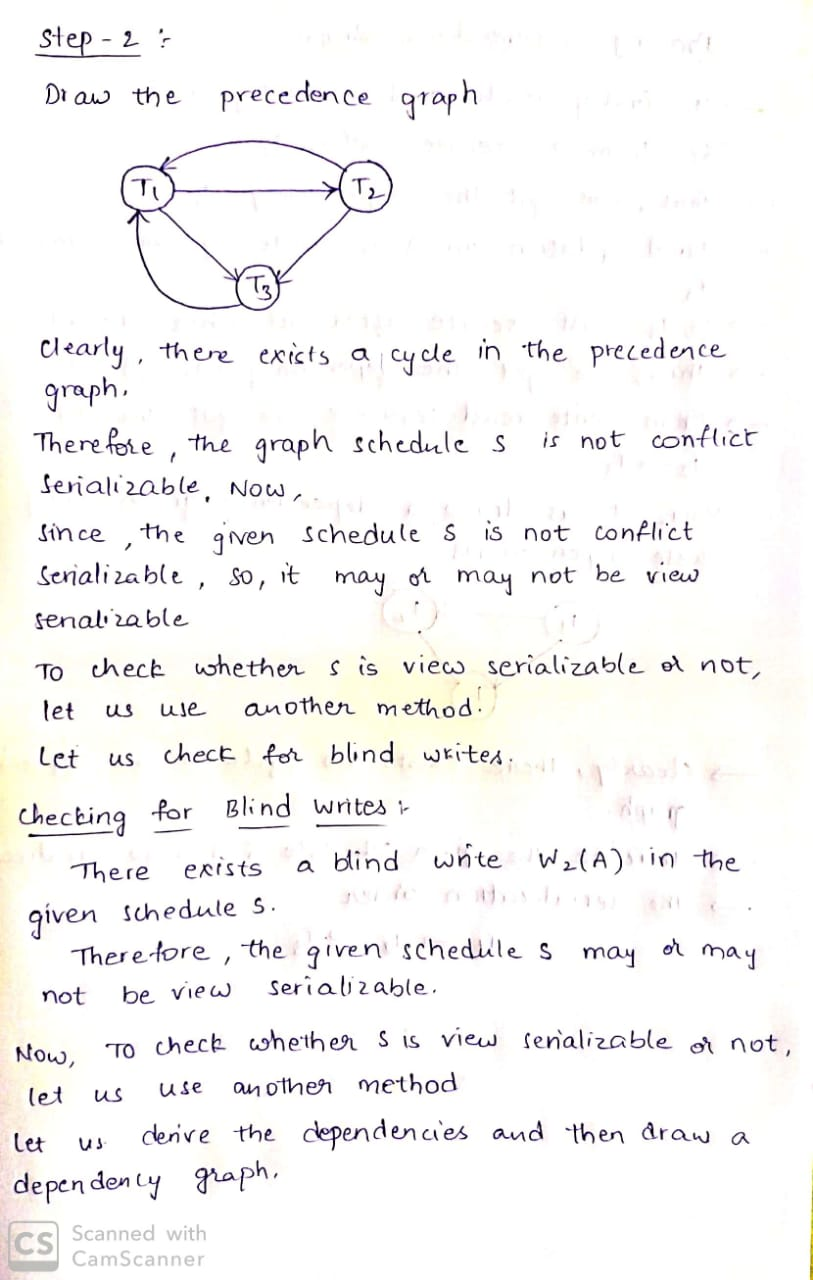 Step - 2 :-
Draw the precedence graph
T1
T2
T3
Clearly, there exicts a cycle in the precedence
graph.
Therefore, the graph schedule s is not conflict
Serializable. Now,
Since, the given schedule S is not conflict
Serializable, so, it may or may not be view
serializable
To check whether s is view serializable or not,
let us use another method.
Let us check for blind writes.
Checking for Blind writes :-
There exists a blind write W2(A) in the
given schedule S.
Therefore, the given schedule S may or may
not be view serializable.
Now, To check whether S is view serializable or not,
let us use another method
Let us derive the dependencies and then draw a
dependency graph.
CS Scanned with
CamScanner